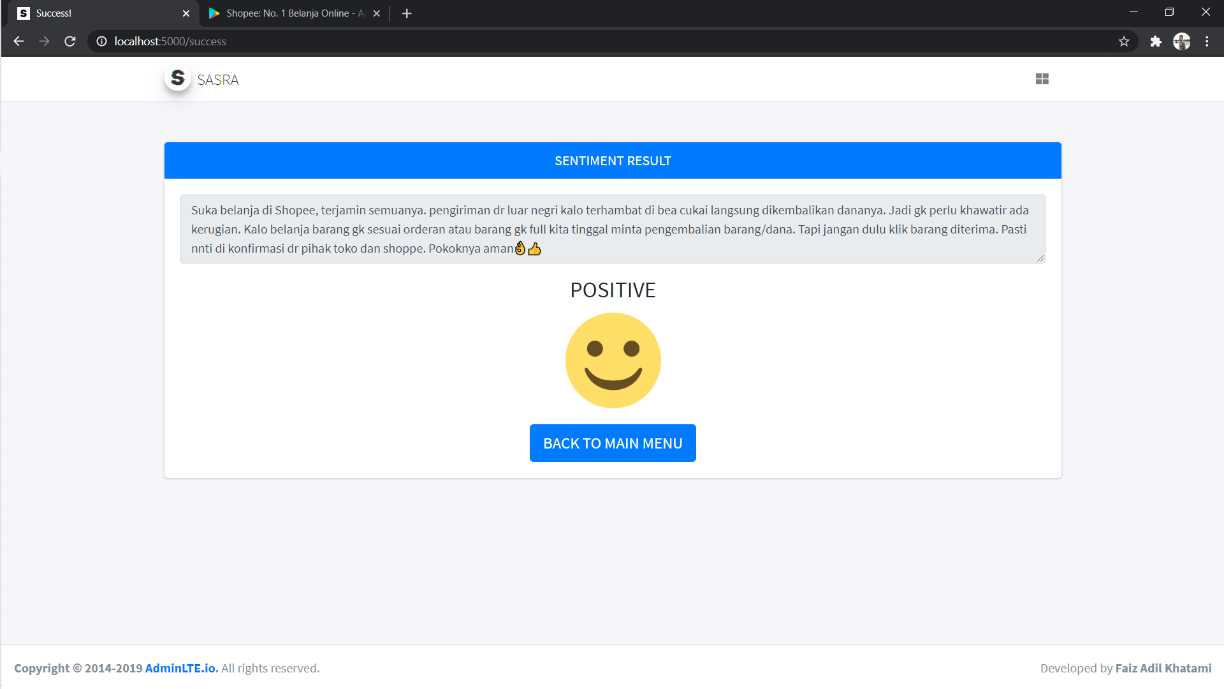 Success!
Shopee: No. 1 Belanja Online - A
localhost:5000/success
S SASRA
SENTIMENT RESULT
Suka belanja di Shopee, terjamin semuanya. pengiriman dr luar negri kalo terhambat di bea cukai langsung dikembalikan dananya. Jadi gk perlu khawatir ada
kerugian. Kalo belanja barang gk sesuai orderan atau barang gk full kita tinggal minta pengembalian barang/dana. Tapi jangan dulu klik barang diterima. Pasti
nnti di konfirmasi dr pihak toko dan shoppe. Pokoknya aman👌👍
POSITIVE
BACK TO MAIN MENU
Copyright © 2014-2019 AdminLTE.io. All rights reserved.
Developed by Faiz Adil Khatami